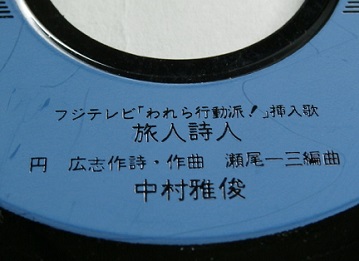 フジテレビ「われら行動派!」挿入歌
旅人詩人
円 広志作詩・作曲 瀬尾一三編曲
中村雅俊